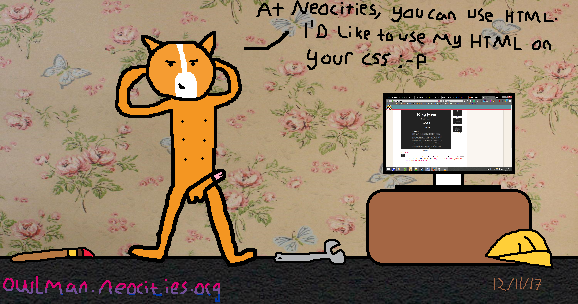 At Neocities, you can use HTML.
I'D Like to use My HTML on
your css :-P
owlman.neocities.org
12/11/17